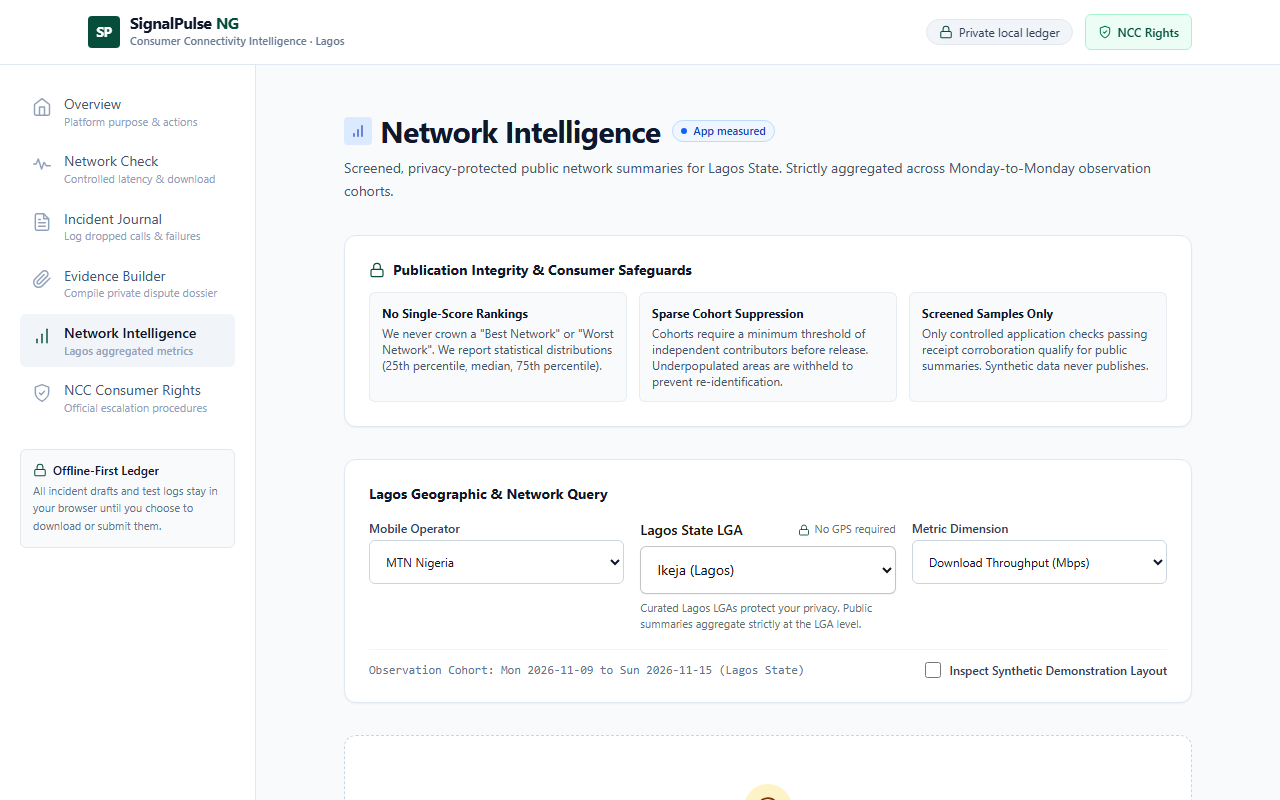 SP
SignalPulse NG
Consumer Connectivity Intelligence · Lagos
Private local ledger
NCC Rights
Overview
Platform purpose & actions
Network Check
Controlled latency & download
Incident Journal
Log dropped calls & failures
Evidence Builder
Compile private dispute dossier
Network Intelligence
Lagos aggregated metrics
NCC Consumer Rights
Official escalation procedures
Offline-First Ledger
All incident drafts and test logs stay in
your browser until you choose to
download or submit them.
Network Intelligence
App measured
Screened, privacy-protected public network summaries for Lagos State. Strictly aggregated across Monday-to-Monday observation
cohorts.
Publication Integrity & Consumer Safeguards
No Single-Score Rankings
We never crown a "Best Network" or "Worst
Network". We report statistical distributions
(25th percentile, median, 75th percentile).
Sparse Cohort Suppression
Cohorts require a minimum threshold of
independent contributors before release.
Underpopulated areas are withheld to
prevent re-identification.
Screened Samples Only
Only controlled application checks passing
receipt corroboration qualify for public
summaries. Synthetic data never publishes.
Lagos Geographic & Network Query
Mobile Operator
MTN Nigeria
Lagos State LGA
No GPS required
Ikeja (Lagos)
Curated Lagos LGAs protect your privacy. Public
summaries aggregate strictly at the LGA level.
Metric Dimension
Download Throughput (Mbps)
Observation Cohort: Mon 2026-11-09 to Sun 2026-11-15 (Lagos State)
Inspect Synthetic Demonstration Layout